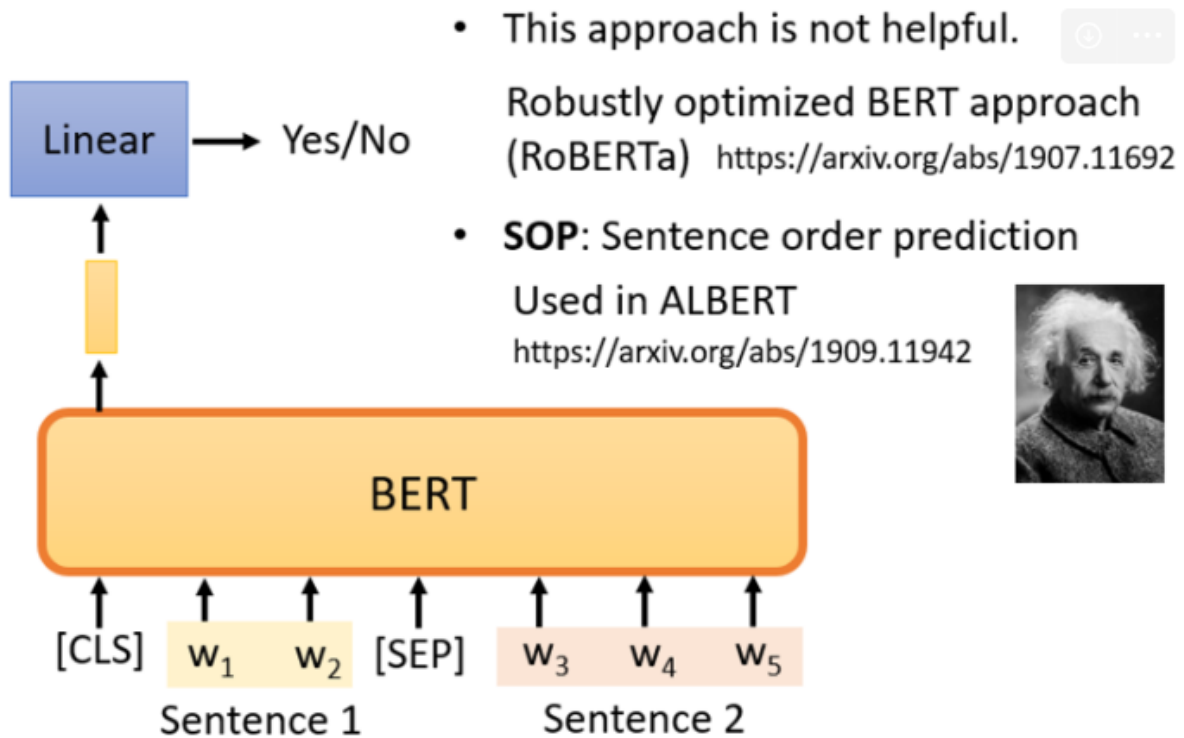 • This approach is not helpful.
Robustly optimized BERT approach
(RoBERTa) https://arxiv.org/abs/1907.11692
• SOP: Sentence order prediction
Used in ALBERT
https://arxiv.org/abs/1909.11942
Linear
Yes/No
BERT
[CLS] w₁ w₂ [SEP] w₃ w₄ w₅
Sentence 1 Sentence 2